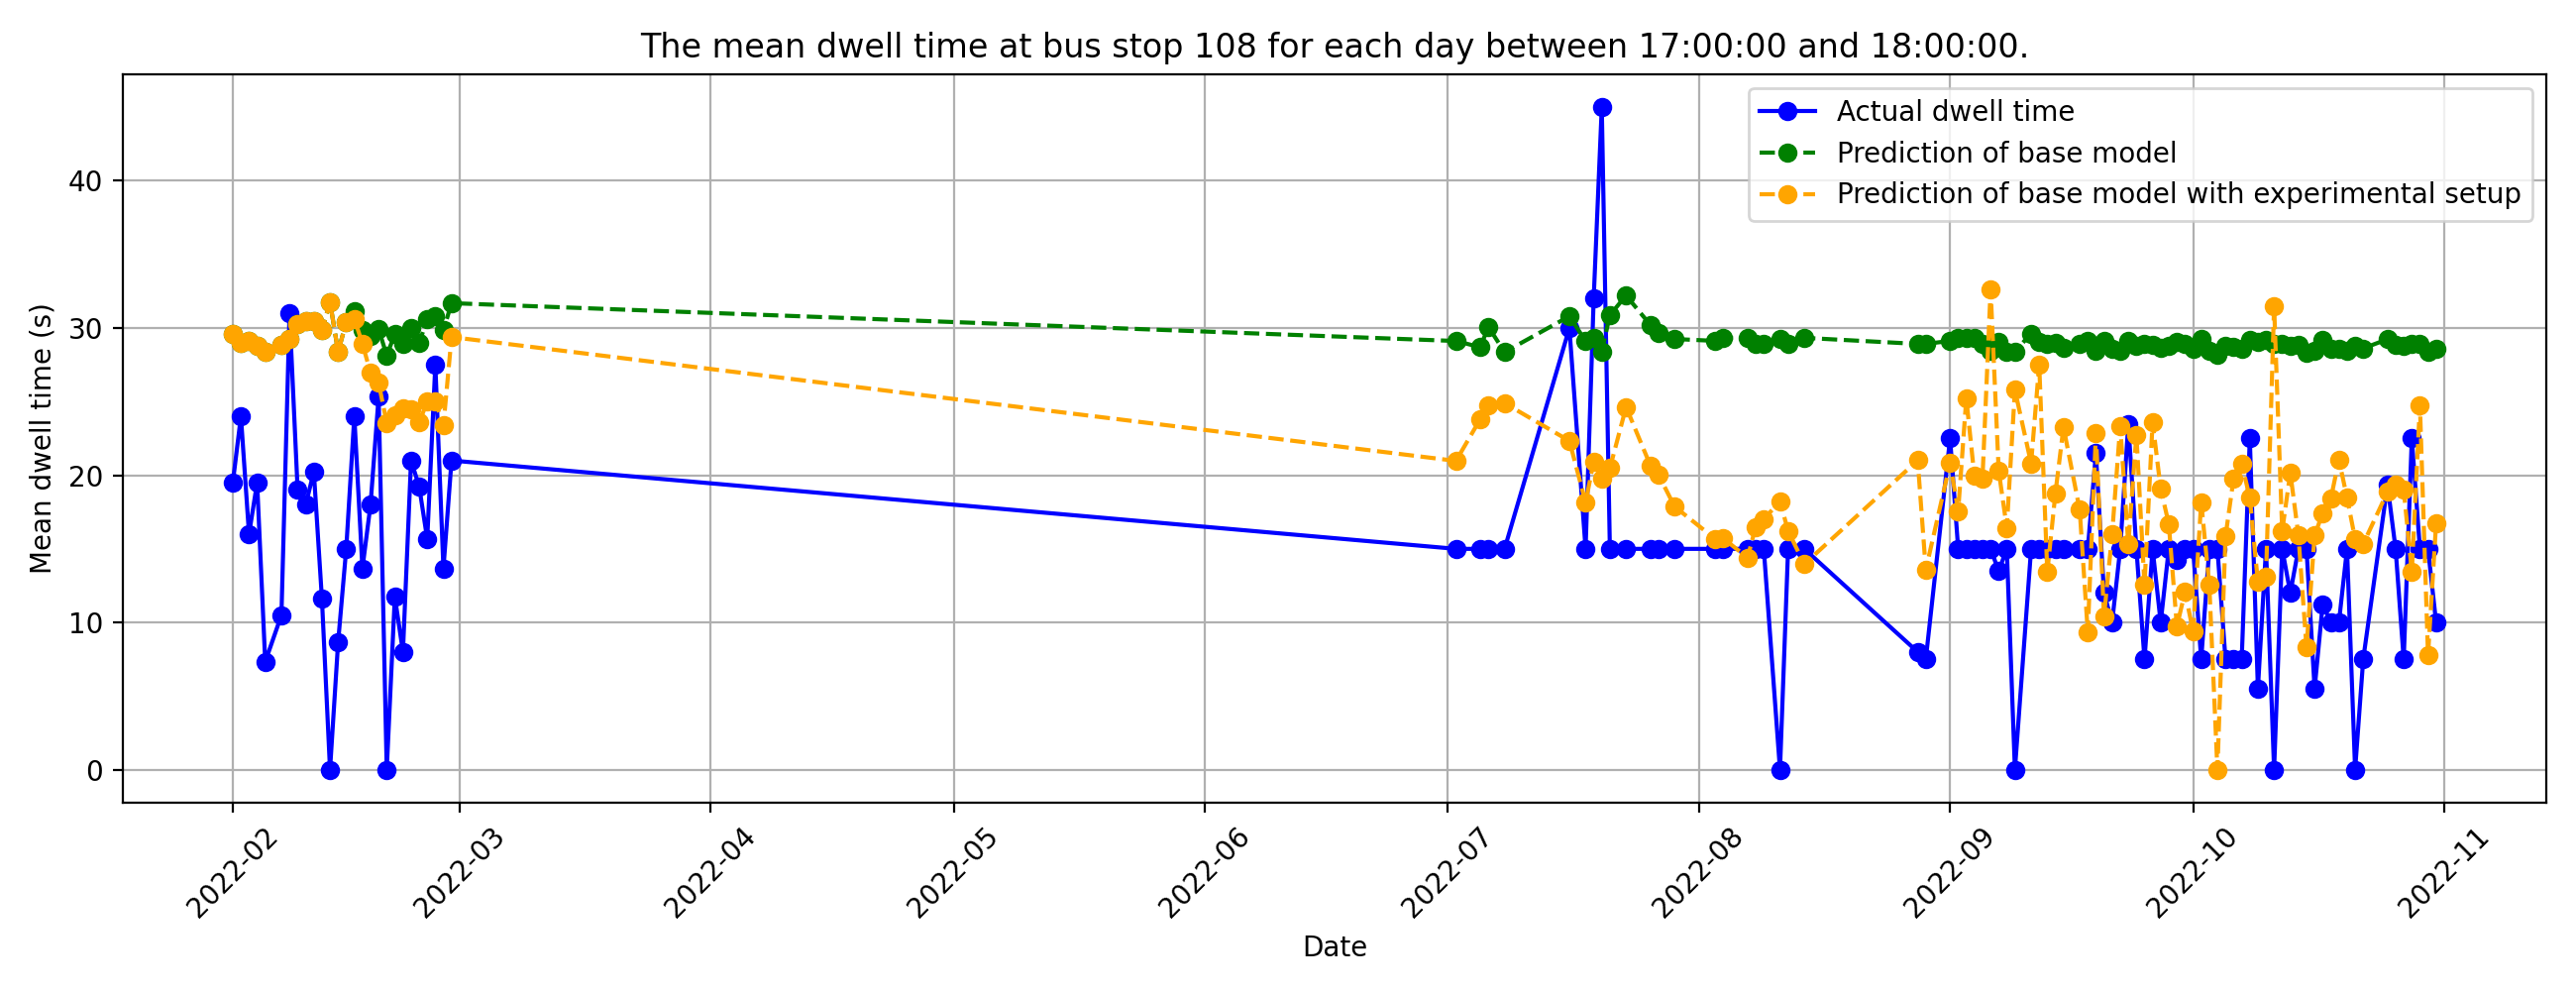 The mean dwell time at bus stop 108 for each day between 17:00:00 and 18:00:00.
Actual dwell time
Prediction of base model
Prediction of base model with experimental setup
Mean dwell time (s)
40
30
20
10
0
2022-02
2022-03
2022-04
2022-05
2022-06
2022-07
2022-08
2022-09
2022-10
2022-11
Date